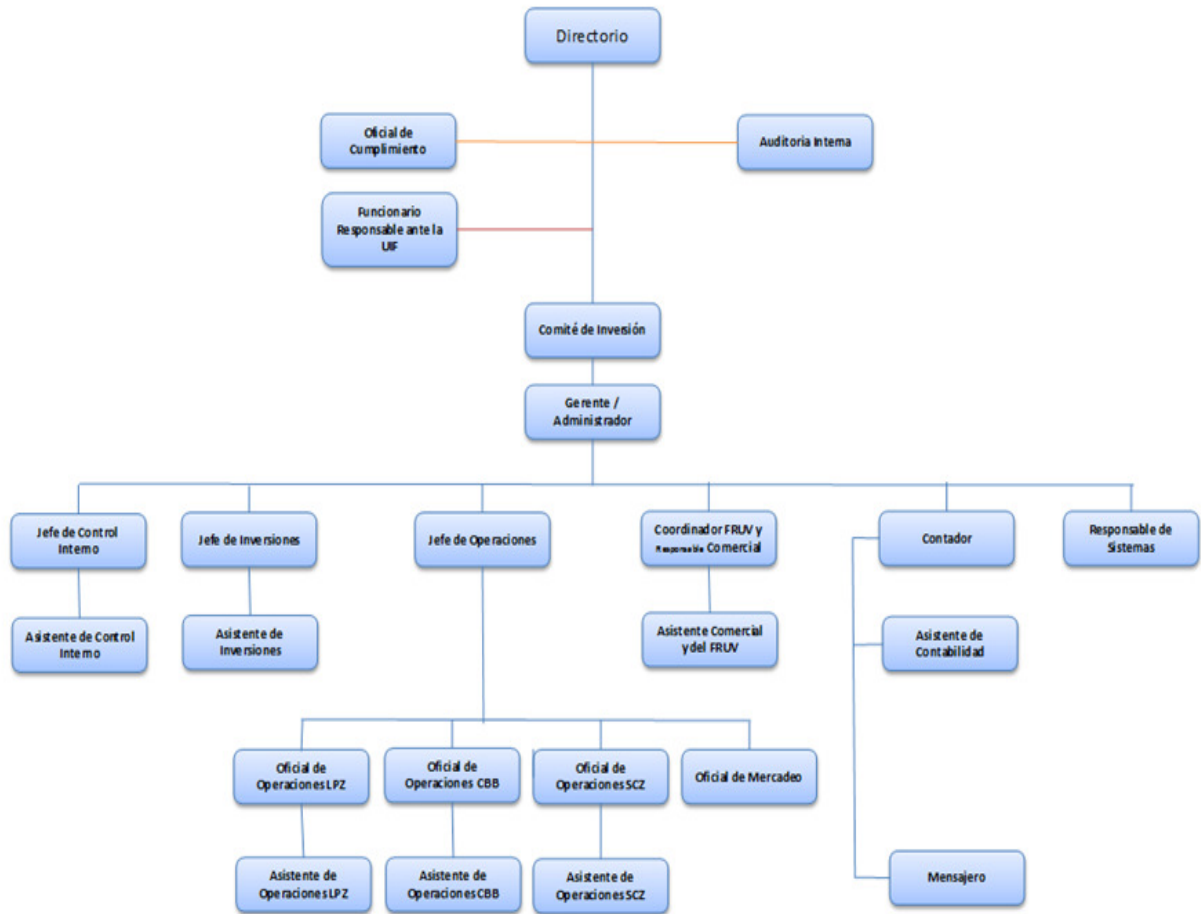 Directorio
Oficial de
Cumplimiento
Auditoria Interna
Funcionario
Responsable ante la
UIF
Comité de Inversión
Gerente /
Administrador
Jefe de Control
Interno
Jefe de Inversiones
Jefe de Operaciones
Coordinador FRUV y
Responsable Comercial
Contador
Responsable de
Sistemas
Asistente de Control
Interno
Asistente de
Inversiones
Asistente Comercial
y del FRUV
Asistente de
Contabilidad
Oficial de
Operaciones LPZ
Oficial de
Operaciones CBB
Oficial de
Operaciones SCZ
Oficial de Mercadeo
Asistente de
Operaciones LPZ
Asistente de
Operaciones CBB
Asistente de
Operaciones SCZ
Mensajero